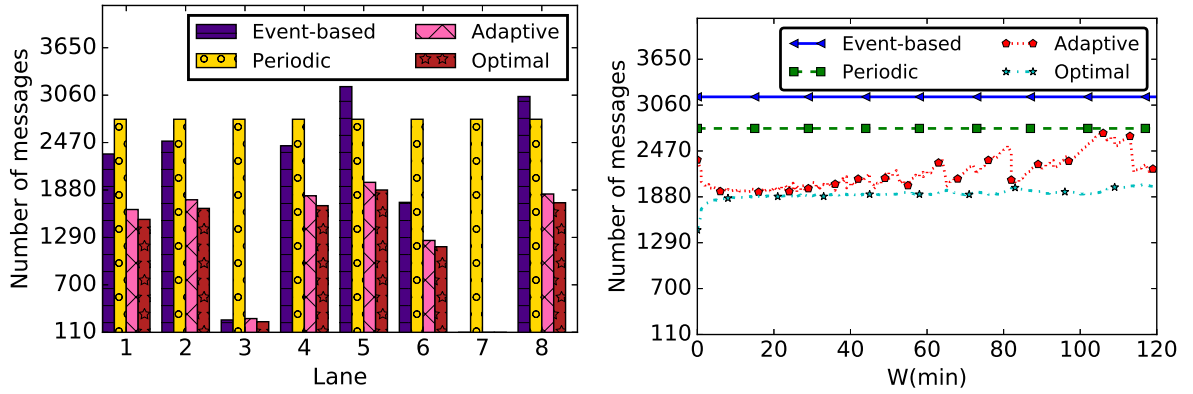 Number of messages
3650
3060
2470
1880
1290
700
110
Event-based
Periodic
Adaptive
Optimal
1 2 3 4 5 6 7 8
Lane
Number of messages
3650
3060
2470
1880
1290
700
110
Event-based
Periodic
Adaptive
Optimal
0 20 40 60 80 100 120
W(min)